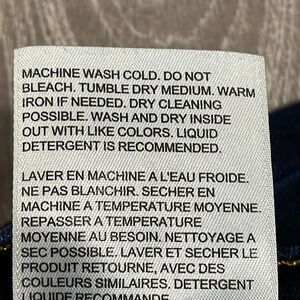 MACHINE WASH COLD. DO NOT
BLEACH. TUMBLE DRY MEDIUM. WARM
IRON IF NEEDED. DRY CLEANING
POSSIBLE. WASH AND DRY INSIDE
OUT WITH LIKE COLORS. LIQUID
DETERGENT IS RECOMMENDED.
LAVER EN MACHINE A L'EAU FROIDE.
NE PAS BLANCHIR. SECHER EN
MACHINE A TEMPERATURE MOYENNE.
REPASSER A TEMPERATURE
MOYENNE AU BESOIN. NETTOYAGE A
SEC POSSIBLE. LAVER ET SECHER LE
PRODUIT RETOURNE, AVEC DES
COULEURS SIMILAIRES. DETERGENT
LIQUIDE RECOMMANDE.